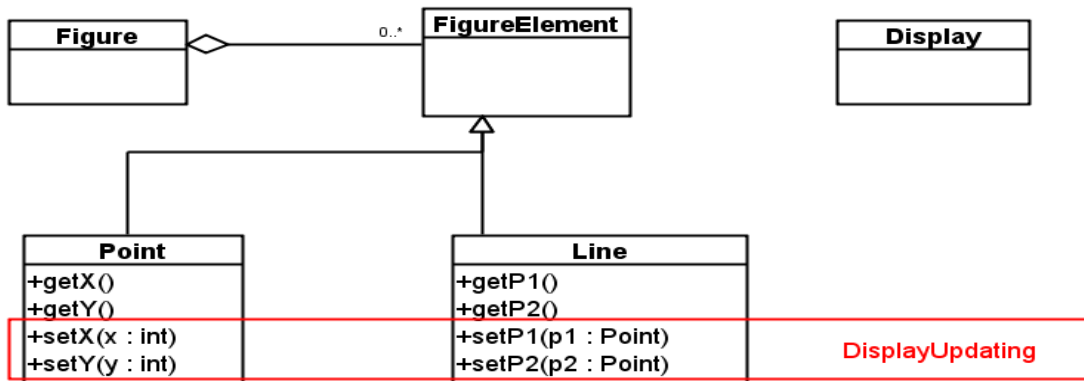 Figure
0..*
FigureElement
Display
Point
+getX()
+getY()
+setX(x : int)
+setY(y : int)
Line
+getP1()
+getP2()
+setP1(p1 : Point)
+setP2(p2 : Point)
DisplayUpdating